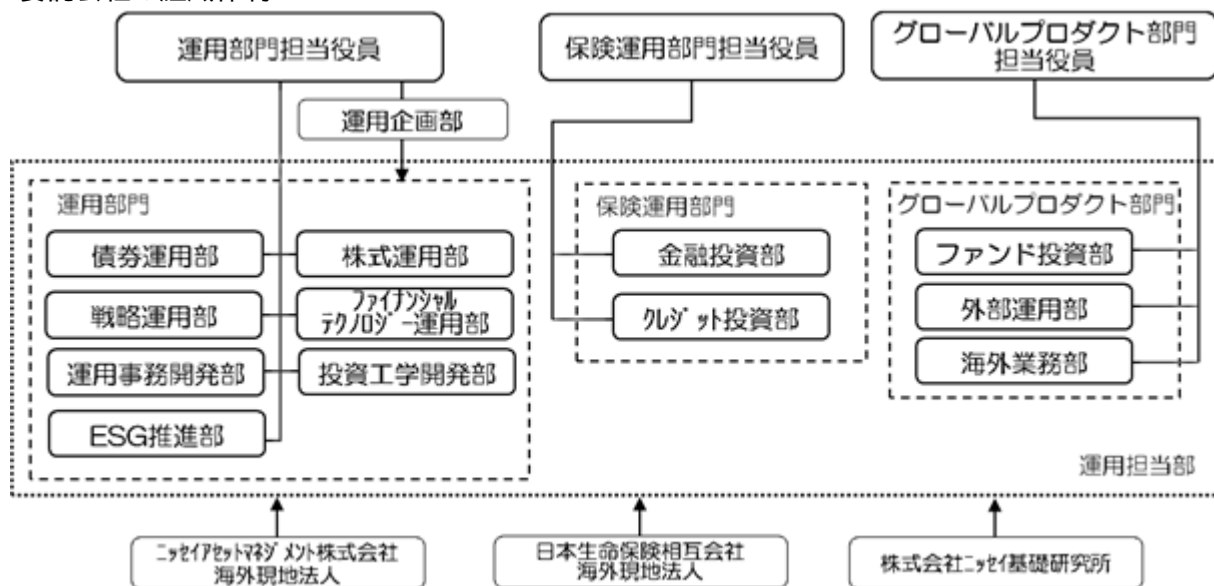 運用部門担当役員
保険運用部門担当役員
グローバルプロダクト部門
担当役員
運用企画部
運用部門
債券運用部
株式運用部
戦略運用部
ファイナンシャル
テクノロジー運用部
運用事務開発部
投資工学開発部
ESG推進部
保険運用部門
金融投資部
クレジット投資部
グローバルプロダクト部門
ファンド投資部
外部運用部
海外業務部
運用担当部
ニッセイアセットマネジメント株式会社
海外現地法人
日本生命保険相互会社
海外現地法人
株式会社ニッセイ基礎研究所